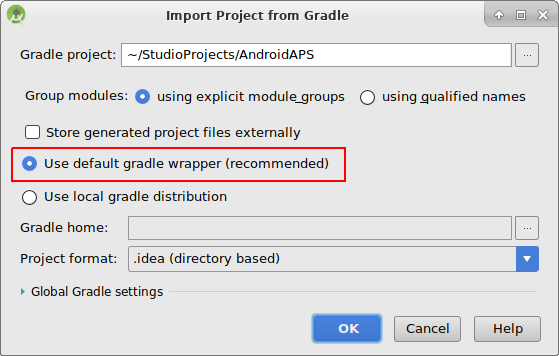 Import Project from Gradle
Gradle project: ~/StudioProjects/AndroidAPS ...
Group modules: using explicit module groups using qualified names
Store generated project files externally
Use default gradle wrapper (recommended)
Use local gradle distribution
Gradle home: ...
Project format: .idea (directory based)
Global Gradle settings
OK Cancel Help